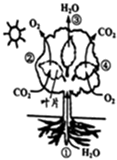 H₂O
③
O₂
CO₂
②
④
CO₂
叶片
O₂
H₂O
①